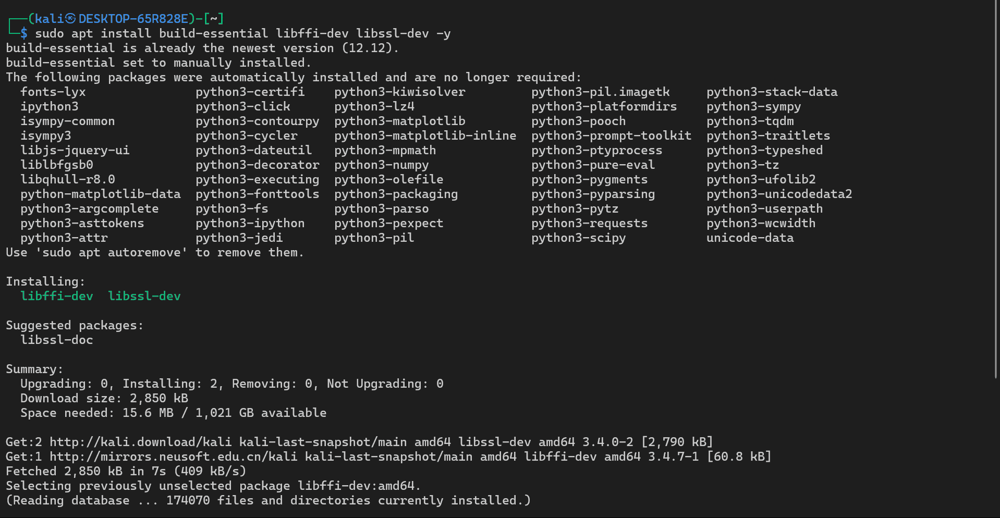 ┌──(kali㉿DESKTOP-65R828E)-[~]
└─$ sudo apt install build-essential libffi-dev libssl-dev -y
build-essential is already the newest version (12.12).
build-essential set to manually installed.
The following packages were automatically installed and are no longer required:
  fonts-lyx               python3-certifi    python3-kiwisolver         python3-pil.imagetk     python3-stack-data
  ipython3                python3-click      python3-lz4                python3-platformdirs    python3-sympy
  isympy-common           python3-contourpy  python3-matplotlib         python3-pooch           python3-tqdm
  isympy3                 python3-cycler     python3-matplotlib-inline  python3-prompt-toolkit  python3-traitlets
  libjs-jquery-ui         python3-dateutil   python3-mpmath             python3-ptyprocess      python3-typeshed
  liblbfgsb0              python3-decorator  python3-numpy              python3-pure-eval       python3-tz
  libqhull-r8.0           python3-executing  python3-olefile            python3-pygments        python3-ufolib2
  python-matplotlib-data  python3-fonttools  python3-packaging          python3-pyparsing       python3-unicodedata2
  python3-argcomplete     python3-fs         python3-parso              python3-pytz            python3-userpath
  python3-asttokens       python3-ipython    python3-pexpect            python3-requests        python3-wcwidth
  python3-attr            python3-jedi       python3-pil                python3-scipy           unicode-data
Use 'sudo apt autoremove' to remove them.

Installing:
  libffi-dev  libssl-dev

Suggested packages:
  libssl-doc

Summary:
  Upgrading: 0, Installing: 2, Removing: 0, Not Upgrading: 0
  Download size: 2,850 kB
  Space needed: 15.6 MB / 1,021 GB available

Get:2 http://kali.download/kali kali-last-snapshot/main amd64 libssl-dev amd64 3.4.0-2 [2,790 kB]
Get:1 http://mirrors.neusoft.edu.cn/kali kali-last-snapshot/main amd64 libffi-dev amd64 3.4.7-1 [60.8 kB]
Fetched 2,850 kB in 7s (409 kB/s)
Selecting previously unselected package libffi-dev:amd64.
(Reading database ... 174070 files and directories currently installed.)